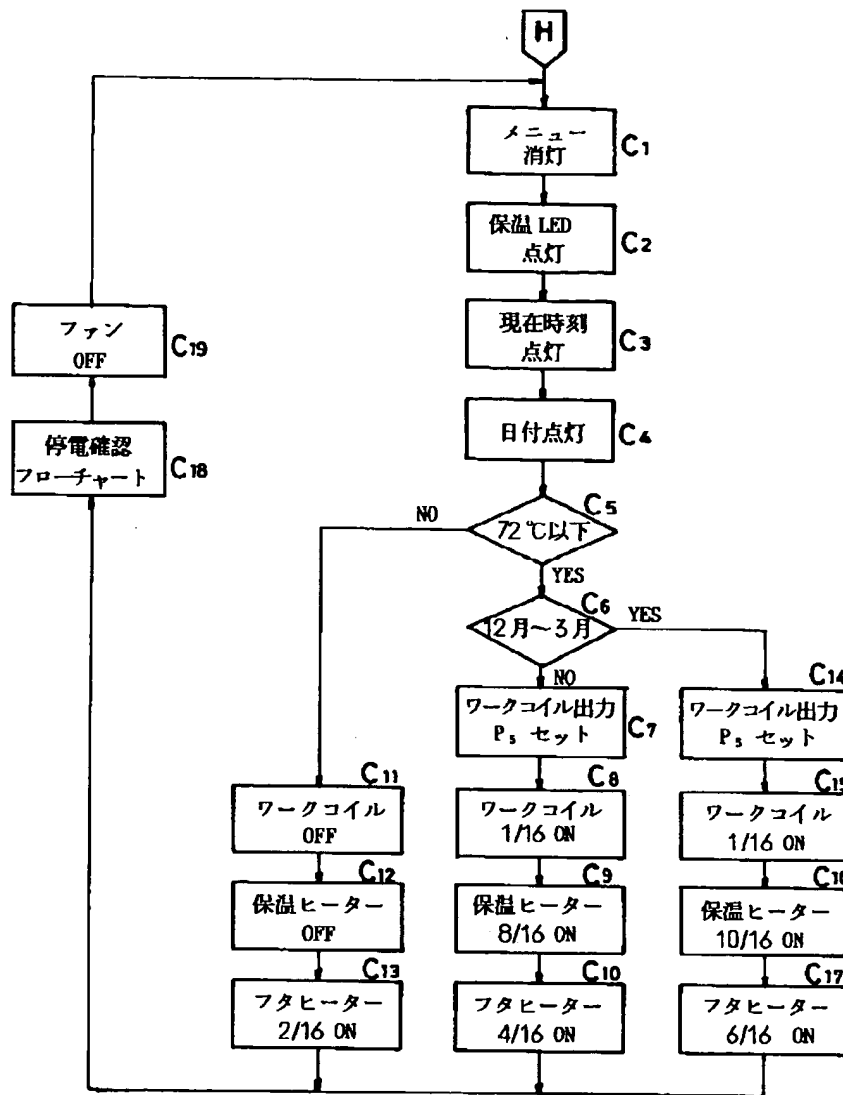 H
メニュー
消灯
C1
保温 LED
点灯
C2
現在時刻
点灯
C3
日付点灯
C4
72℃以下
C5
NO
YES
12月～3月
C6
YES
NO
ファン
OFF
C19
停電確認
フローチャート
C18
C11
ワークコイル
OFF
C12
保温ヒーター
OFF
C13
フタヒーター
2/16 ON
ワークコイル出力
P5 セット
C7
C8
ワークコイル
1/16 ON
C9
保温ヒーター
8/16 ON
C10
フタヒーター
4/16 ON
C14
ワークコイル出力
P5 セット
C15
ワークコイル
1/16 ON
C16
保温ヒーター
10/16 ON
C17
フタヒーター
6/16 ON